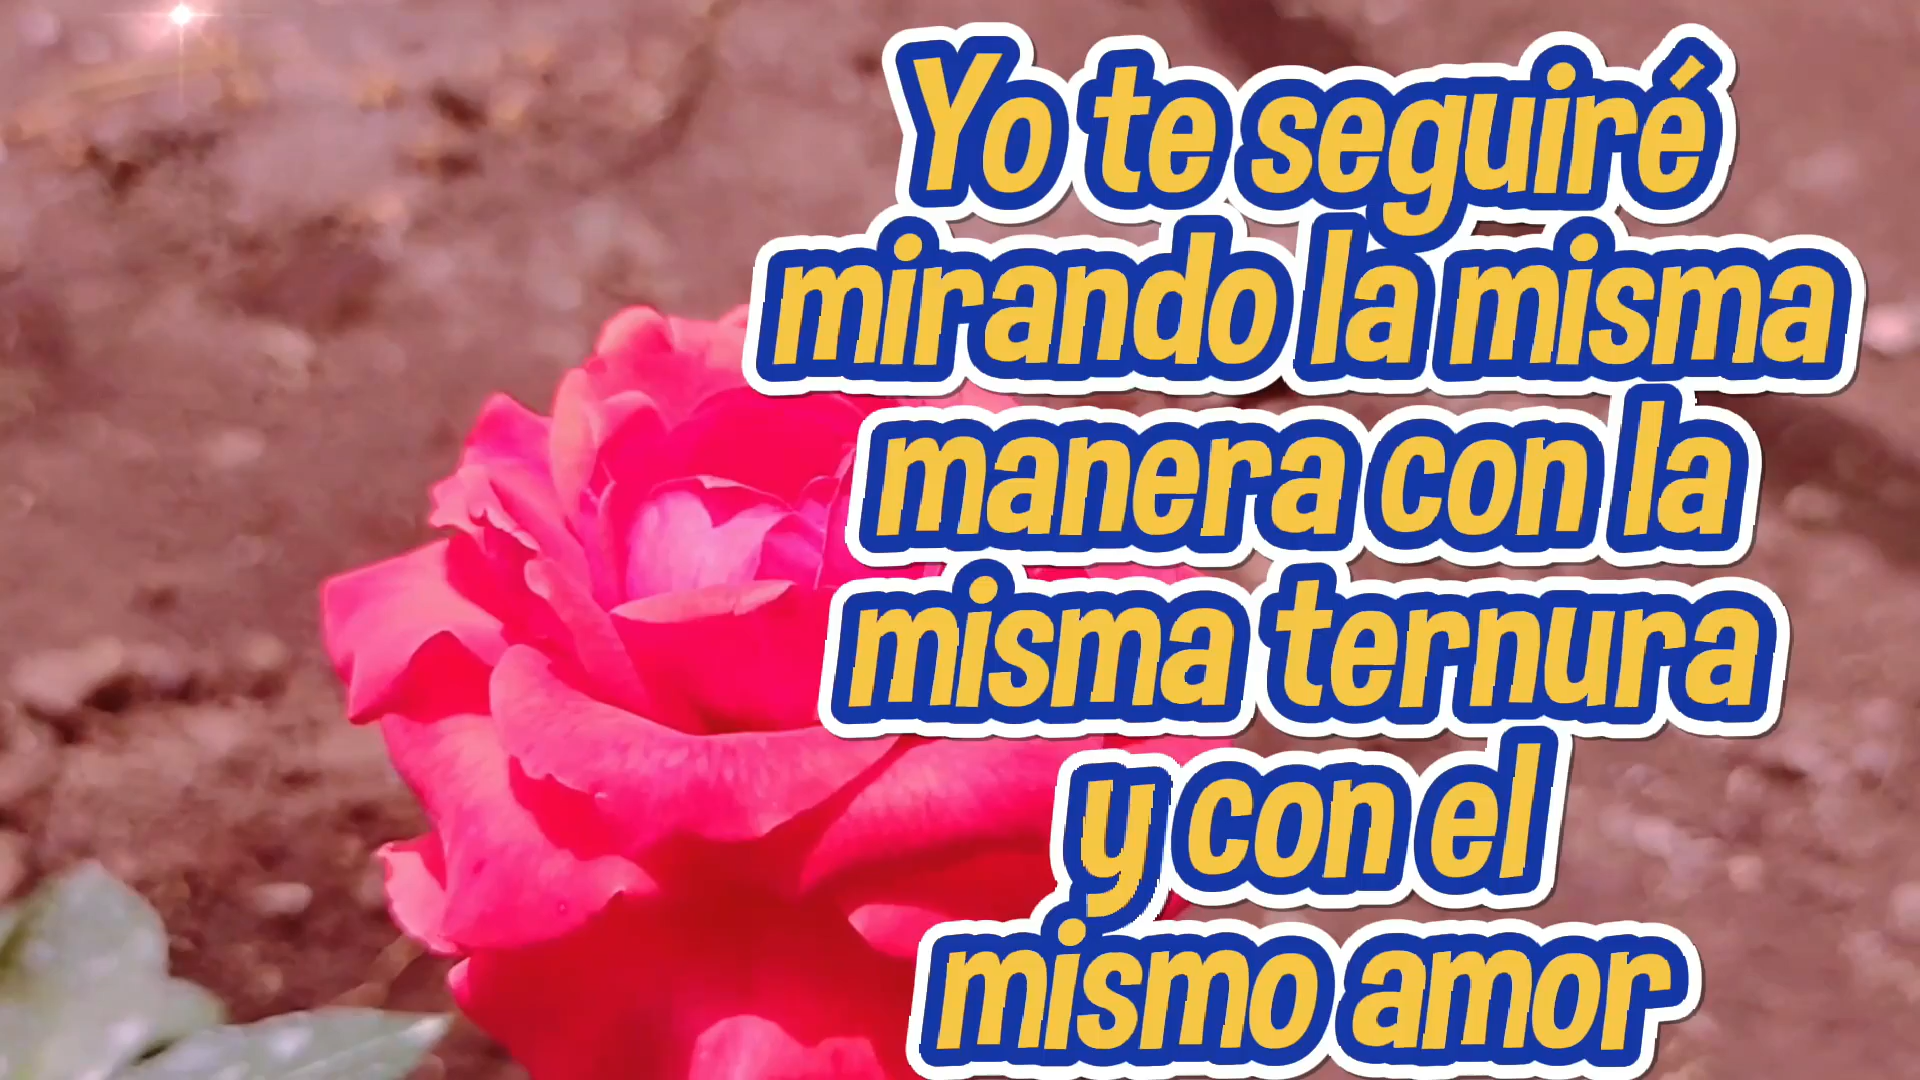 Yo te seguiré
mirando la misma
manera con la
misma ternura
y con el
mismo amor